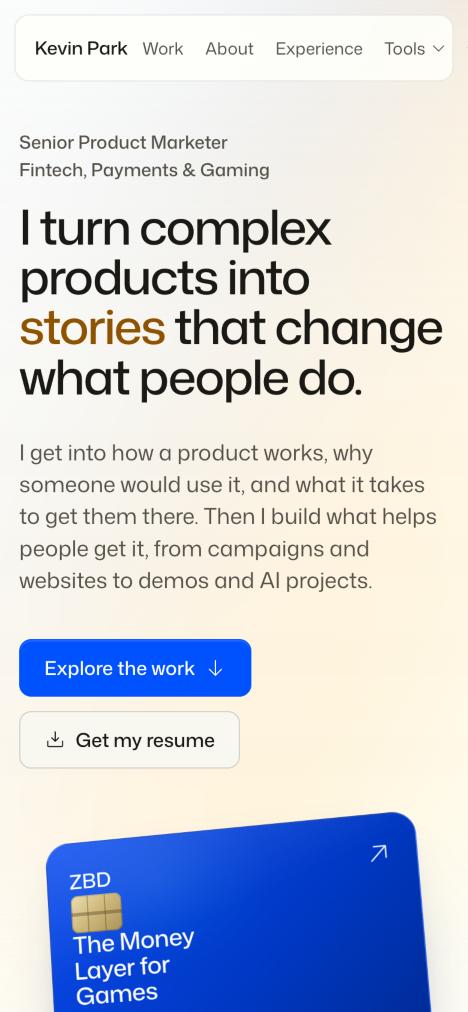 Kevin Park Work About Experience Tools
Senior Product Marketer
Fintech, Payments & Gaming
I turn complex
products into
stories that change
what people do.
I get into how a product works, why
someone would use it, and what it takes
to get them there. Then I build what helps
people get it, from campaigns and
websites to demos and AI projects.
Explore the work
Get my resume
ZBD
The Money
Layer for
Games